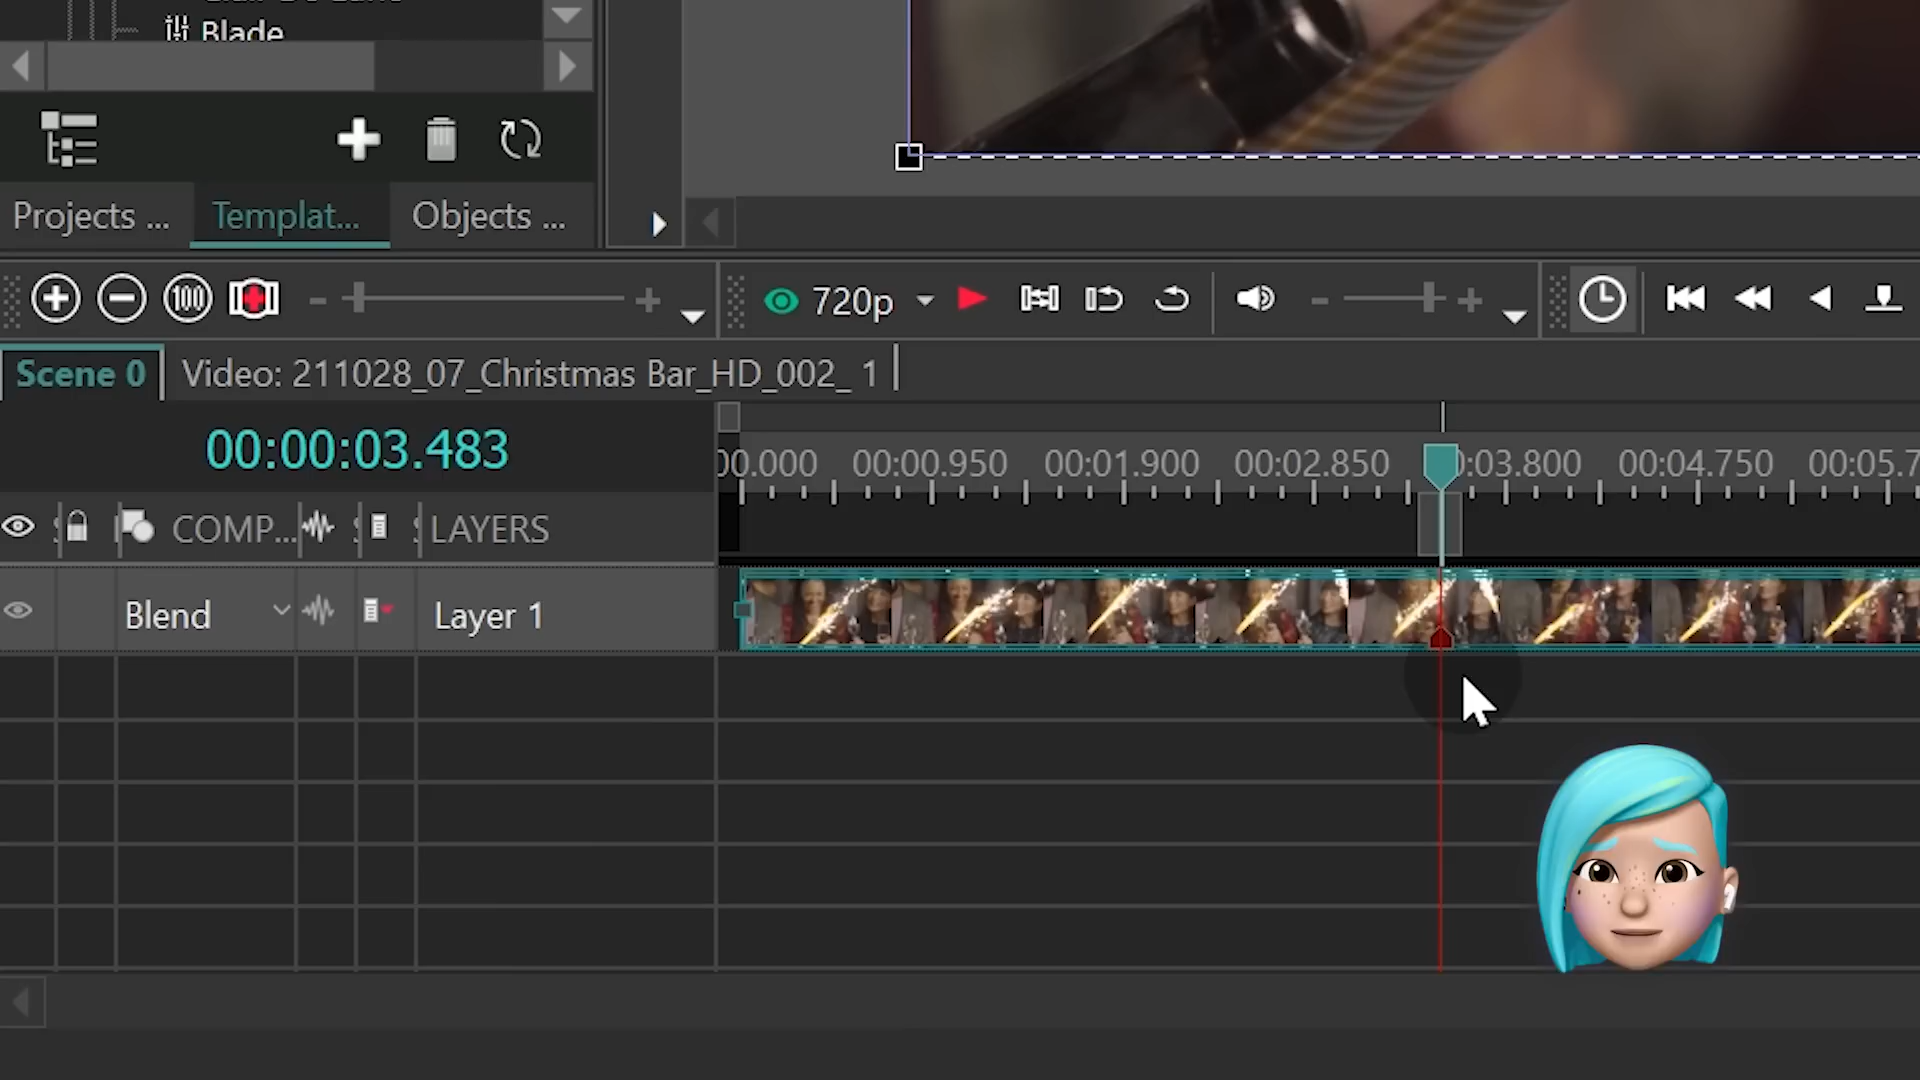 Blade
Projects ...
Templat...
Objects ...
100
720p
Scene 0
Video: 211028_07_Christmas Bar_HD_002_ 1
00:00:03.483
00.000
00:00.950
00:01.900
00:02.850
0:03.800
00:04.750
00:05.7
COMP...
LAYERS
Blend
Layer 1